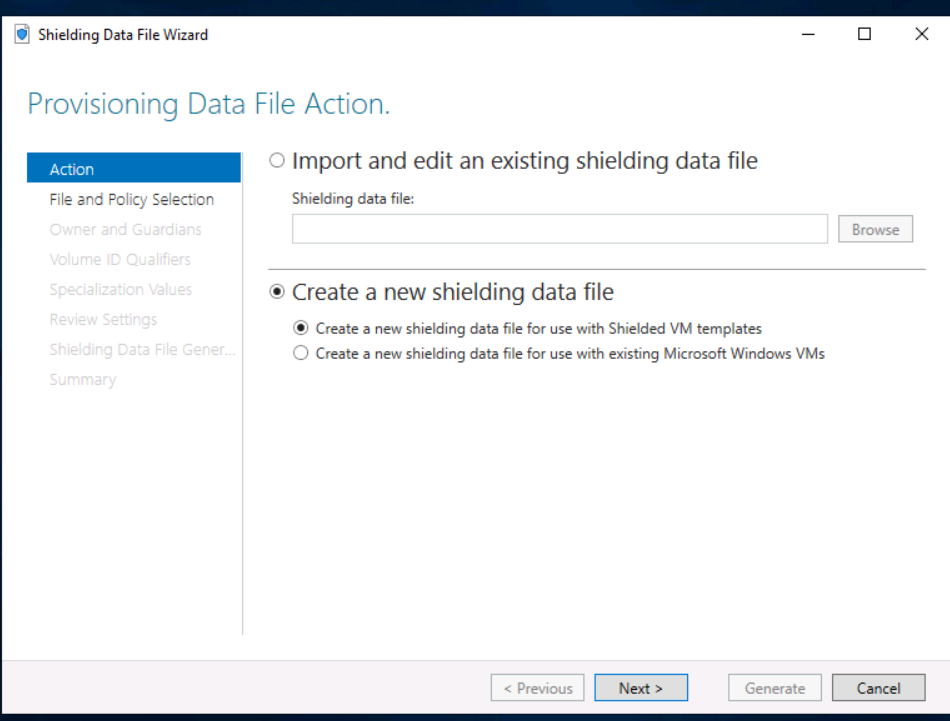 Shielding Data File Wizard
Provisioning Data File Action.
Action
File and Policy Selection
Owner and Guardians
Volume ID Qualifiers
Specialization Values
Review Settings
Shielding Data File Gener...
Summary
Import and edit an existing shielding data file
Shielding data file:
Browse
Create a new shielding data file
Create a new shielding data file for use with Shielded VM templates
Create a new shielding data file for use with existing Microsoft Windows VMs
< Previous
Next >
Generate
Cancel